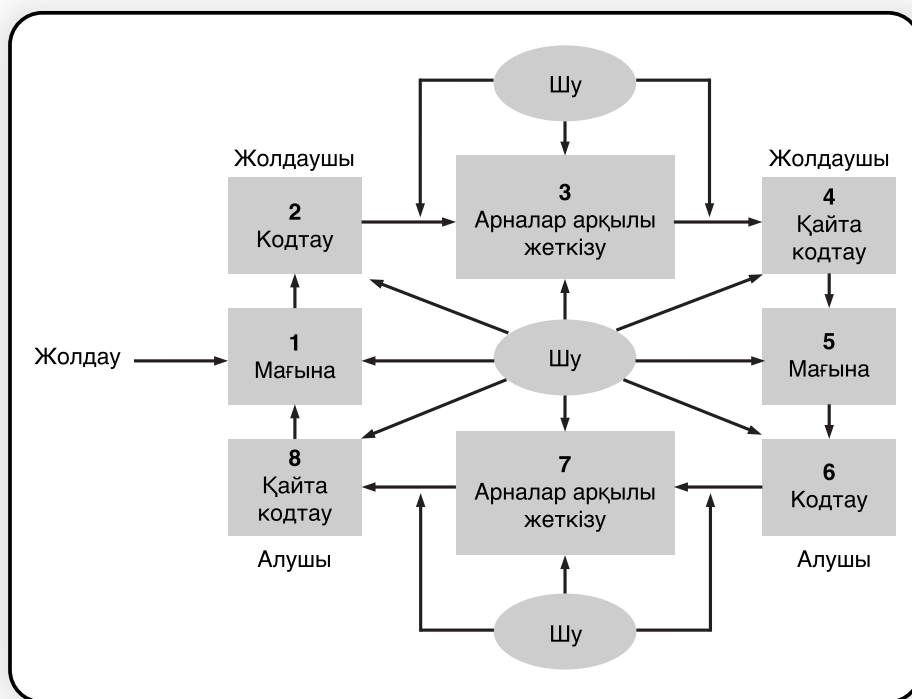 Шу
Жолдаушы
Жолдаушы
2
Кодтау
3
Арналар арқылы
жеткізу
4
Қайта
кодтау
Жолдау
1
Мағына
Шу
5
Мағына
8
Қайта
кодтау
7
Арналар арқылы
жеткізу
6
Кодтау
Алушы
Алушы
Шу